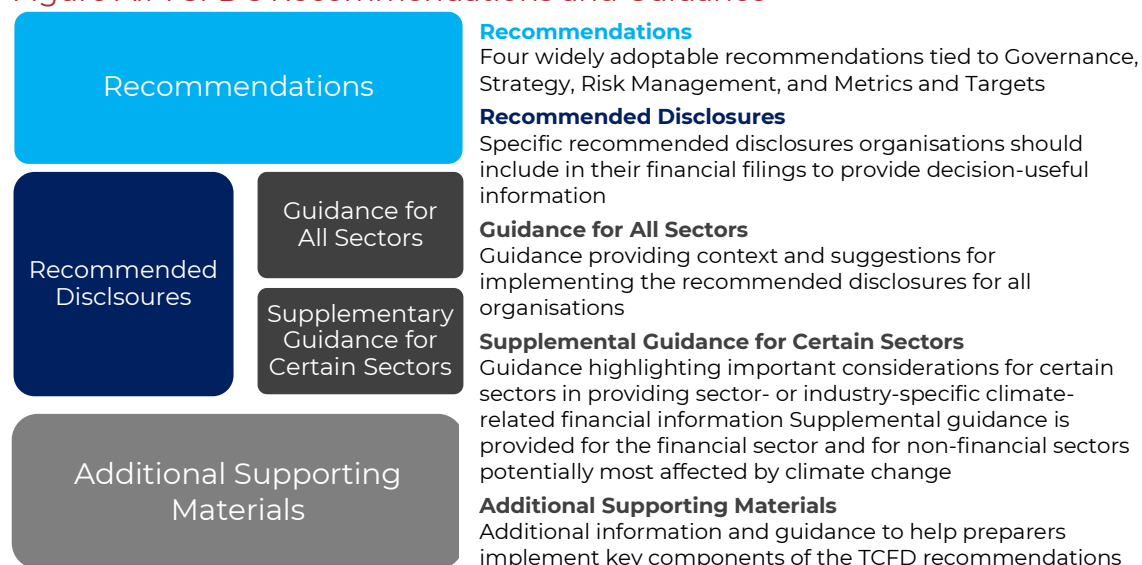 Recommendations
Recommended
Disclsoures
Guidance for
All Sectors
Supplementary
Guidance for
Certain Sectors
Additional Supporting
Materials
Recommendations
Four widely adoptable recommendations tied to Governance,
Strategy, Risk Management, and Metrics and Targets
Recommended Disclosures
Specific recommended disclosures organisations should
include in their financial filings to provide decision-useful
information
Guidance for All Sectors
Guidance providing context and suggestions for
implementing the recommended disclosures for all
organisations
Supplemental Guidance for Certain Sectors
Guidance highlighting important considerations for certain
sectors in providing sector- or industry-specific climate-
related financial information Supplemental guidance is
provided for the financial sector and for non-financial sectors
potentially most affected by climate change
Additional Supporting Materials
Additional information and guidance to help preparers
implement key components of the TCFD recommendations